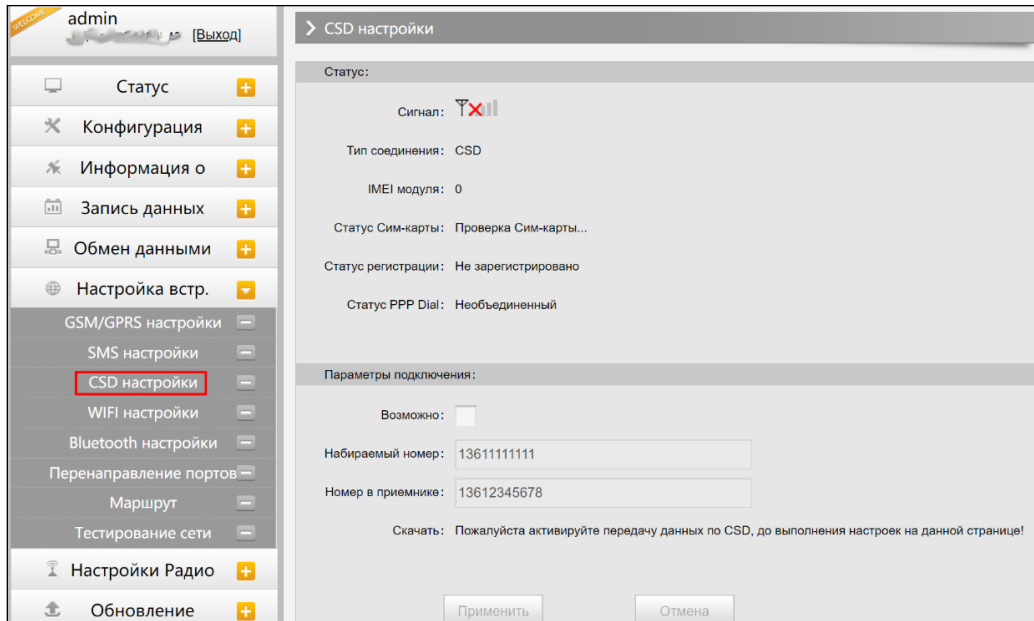 WELCOME
admin
[Выход]
Статус
Конфигурация
Информация о
Запись данных
Обмен данными
Настройка встр.
GSM/GPRS настройки
SMS настройки
CSD настройки
WIFI настройки
Bluetooth настройки
Перенаправление портов
Маршрут
Тестирование сети
Настройки Радио
Обновление
CSD настройки
Статус:
Сигнал:
Тип соединения: CSD
IMEI модуля: 0
Статус Сим-карты: Проверка Сим-карты...
Статус регистрации: Не зарегистрировано
Статус PPP Dial: Необъединенный
Параметры подключения:
Возможно:
Набираемый номер: 13611111111
Номер в приемнике: 13612345678
Скачать: Пожалуйста активируйте передачу данных по CSD, до выполнения настроек на данной странице!
Применить Отмена